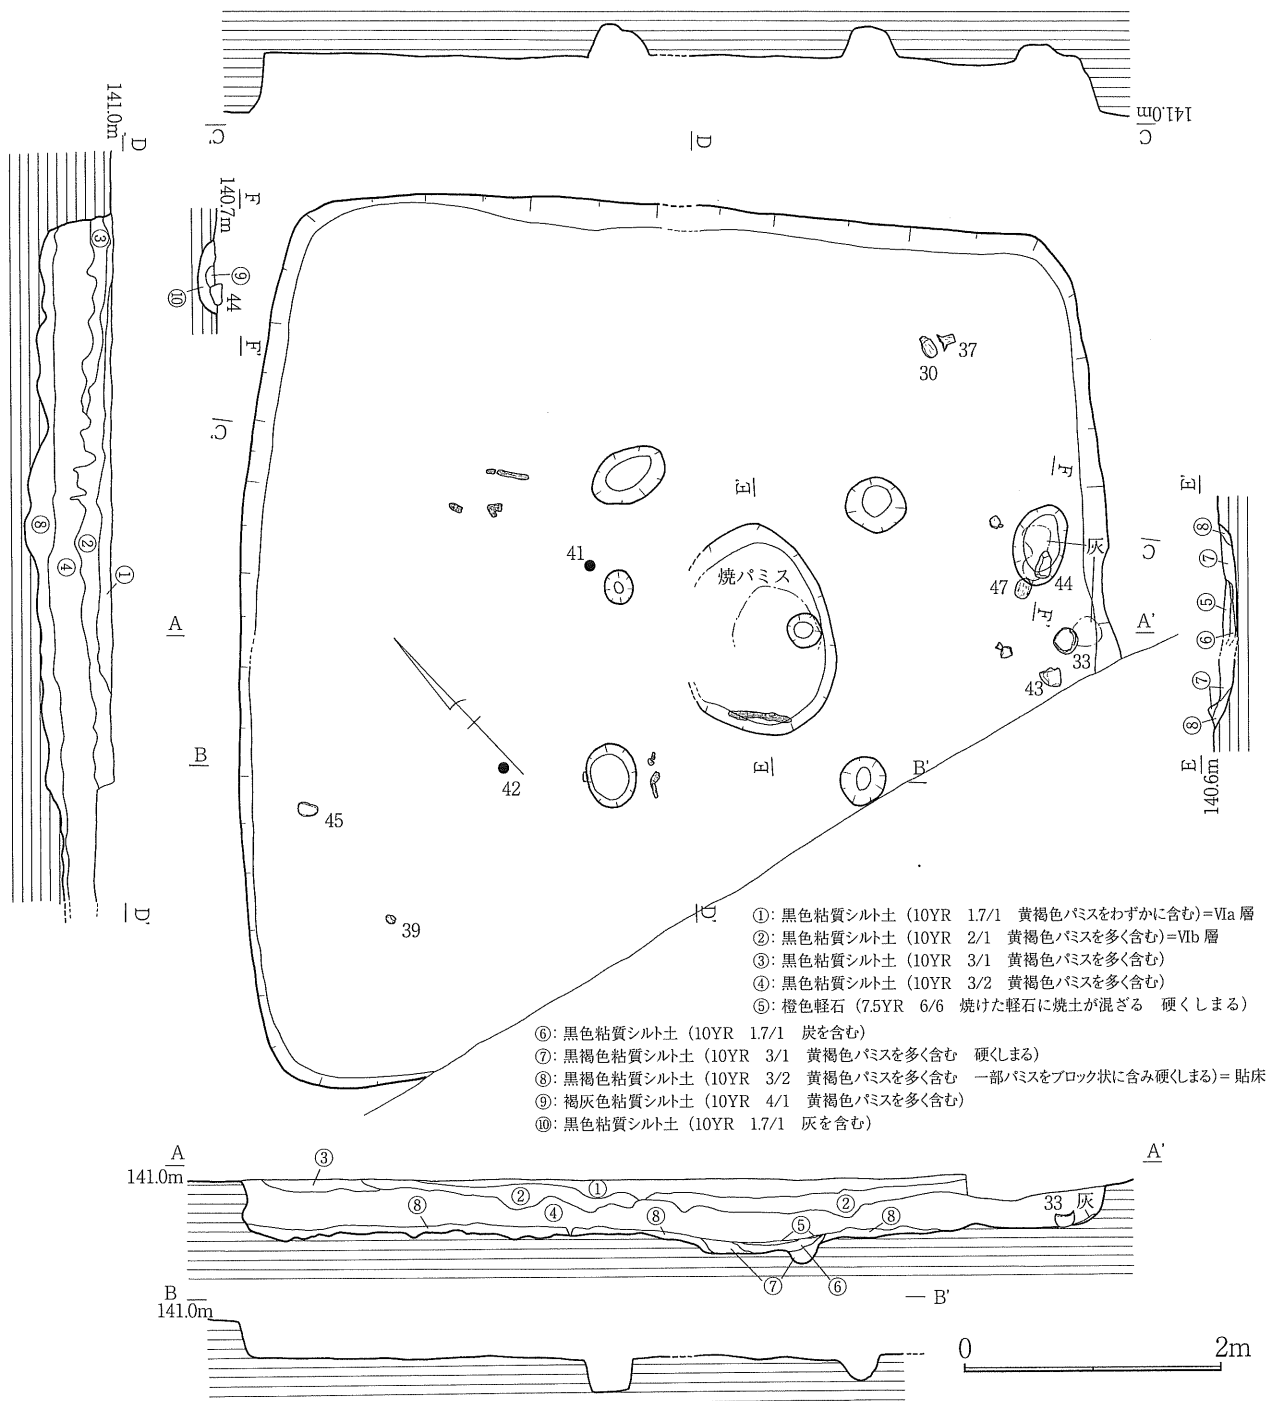 141.0m
C'
D
C
141.0m
D
F
140.7m
③
⑨
⑩
44
F'
C'
37
30
F
E'
E'
41
焼パミス
灰
C
⑧
⑦
47
44
⑤
⑧
②
④
①
A
F'
A'
⑥
33
43
⑦
⑧
B
E
B'
E
140.6m
42
45
39
D'
D'
①: 黒色粘質シルト土 (10YR 1.7/1 黄褐色パミスをわずかに含む)=Ⅵa 層
②: 黒色粘質シルト土 (10YR 2/1 黄褐色パミスを多く含む)=Ⅵb 層
③: 黒色粘質シルト土 (10YR 3/1 黄褐色パミスを多く含む)
④: 黒色粘質シルト土 (10YR 3/2 黄褐色パミスを多く含む)
⑤: 橙色軽石 (7.5YR 6/6 焼けた軽石に焼土が混ざる 硬くしまる)
⑥: 黒色粘質シルト土 (10YR 1.7/1 炭を含む)
⑦: 黒褐色粘質シルト土 (10YR 3/1 黄褐色パミスを多く含む 硬くしまる)
⑧: 黒褐色粘質シルト土 (10YR 3/2 黄褐色パミスを多く含む 一部パミスをブロック状に含み硬くしまる)= 貼床
⑨: 褐灰色粘質シルト土 (10YR 4/1 黄褐色パミスを多く含む)
⑩: 黒色粘質シルト土 (10YR 1.7/1 灰を含む)
A
141.0m
A'
③
①
②
②
⑧
④
⑧
⑤
⑧
33
灰
⑦
⑥
B
141.0m
B'
0
2m